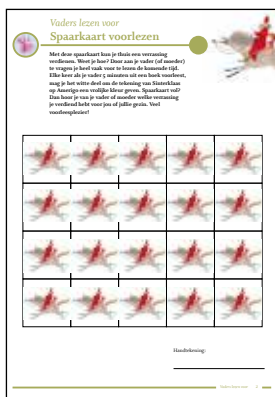 Vaders lezen voor
Spaarkaart voorlezen
Met deze spaarkaart kun je thuis een verrassing
verdienen. Weet je hoe? Door aan je vader (of moeder)
te vragen je heel vaak voor te lezen de komende tijd.
Elke keer als je vader 5 minuten uit een boek voorleest,
mag je het witte deel om de tekening van Sinterklaas
op Amerigo een vrolijke kleur geven. Spaarkaart vol?
Dan hoor je van je vader of moeder welke verrassing
je verdiend hebt voor jou of jullie gezin. Veel
voorleesplezier!
Handtekening:
Vaders lezen voor